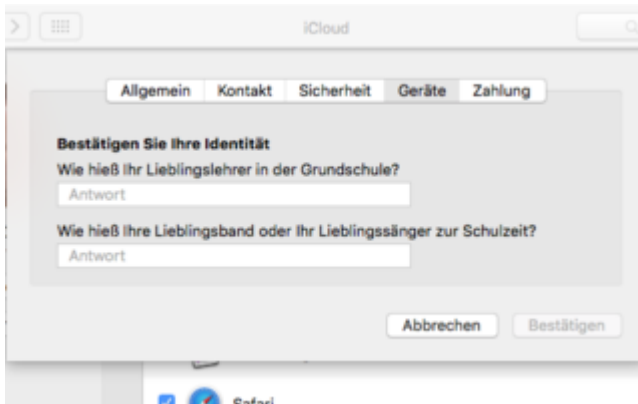 iCloud
Allgemein Kontakt Sicherheit Geräte Zahlung
Bestätigen Sie Ihre Identität
Wie hieß Ihr Lieblingslehrer in der Grundschule?
Antwort
Wie hieß Ihre Lieblingsband oder Ihr Lieblingssänger zur Schulzeit?
Antwort
Abbrechen Bestätigen
Safari